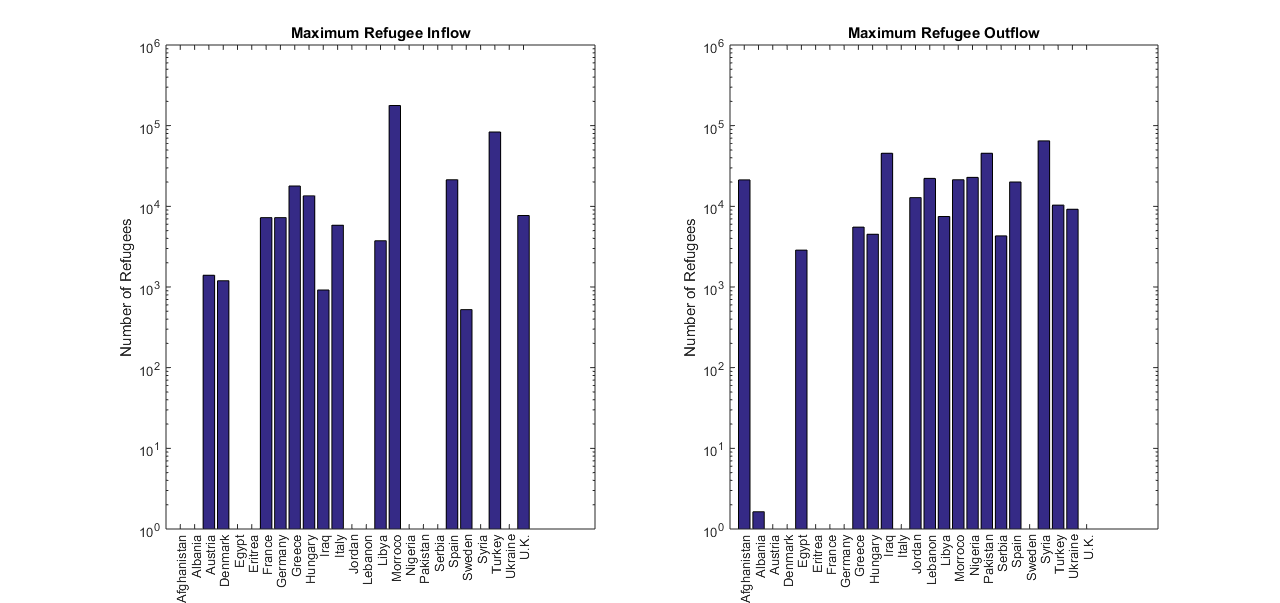 Maximum Refugee Inflow
Number of Refugees
10^6
10^5
10^4
10^3
10^2
10^1
10^0
Afghanistan
Albania
Austria
Denmark
Egypt
Eritrea
France
Germany
Greece
Hungary
Iraq
Italy
Jordan
Lebanon
Libya
Moroco
Nigeria
Pakistan
Serbia
Spain
Sweden
Syria
Turkey
Ukraine
U.K.
Maximum Refugee Outflow
Number of Refugees
10^6
10^5
10^4
10^3
10^2
10^1
10^0
Afghanistan
Albania
Austria
Denmark
Egypt
Eritrea
France
Germany
Greece
Hungary
Iraq
Italy
Jordan
Lebanon
Libya
Morroco
Nigeria
Pakistan
Serbia
Spain
Sweden
Syria
Turkey
Ukraine
U.K.